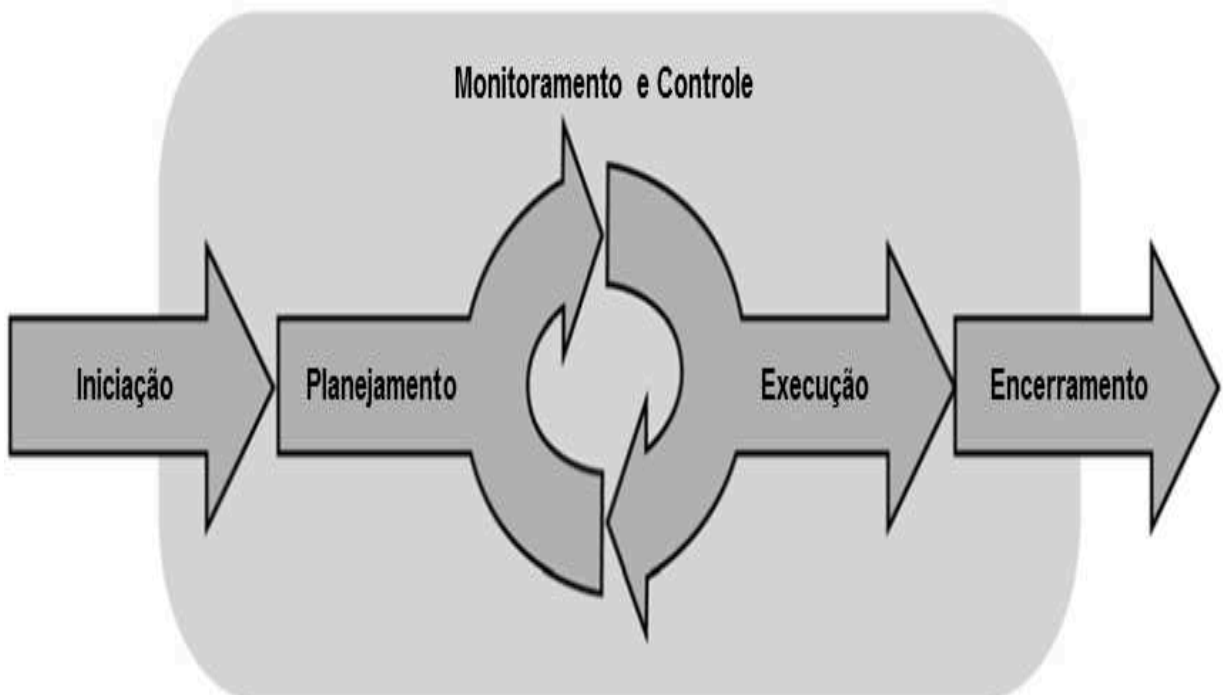 Monitoramento e Controle
Iniciação
Planejamento
Execução
Encerramento